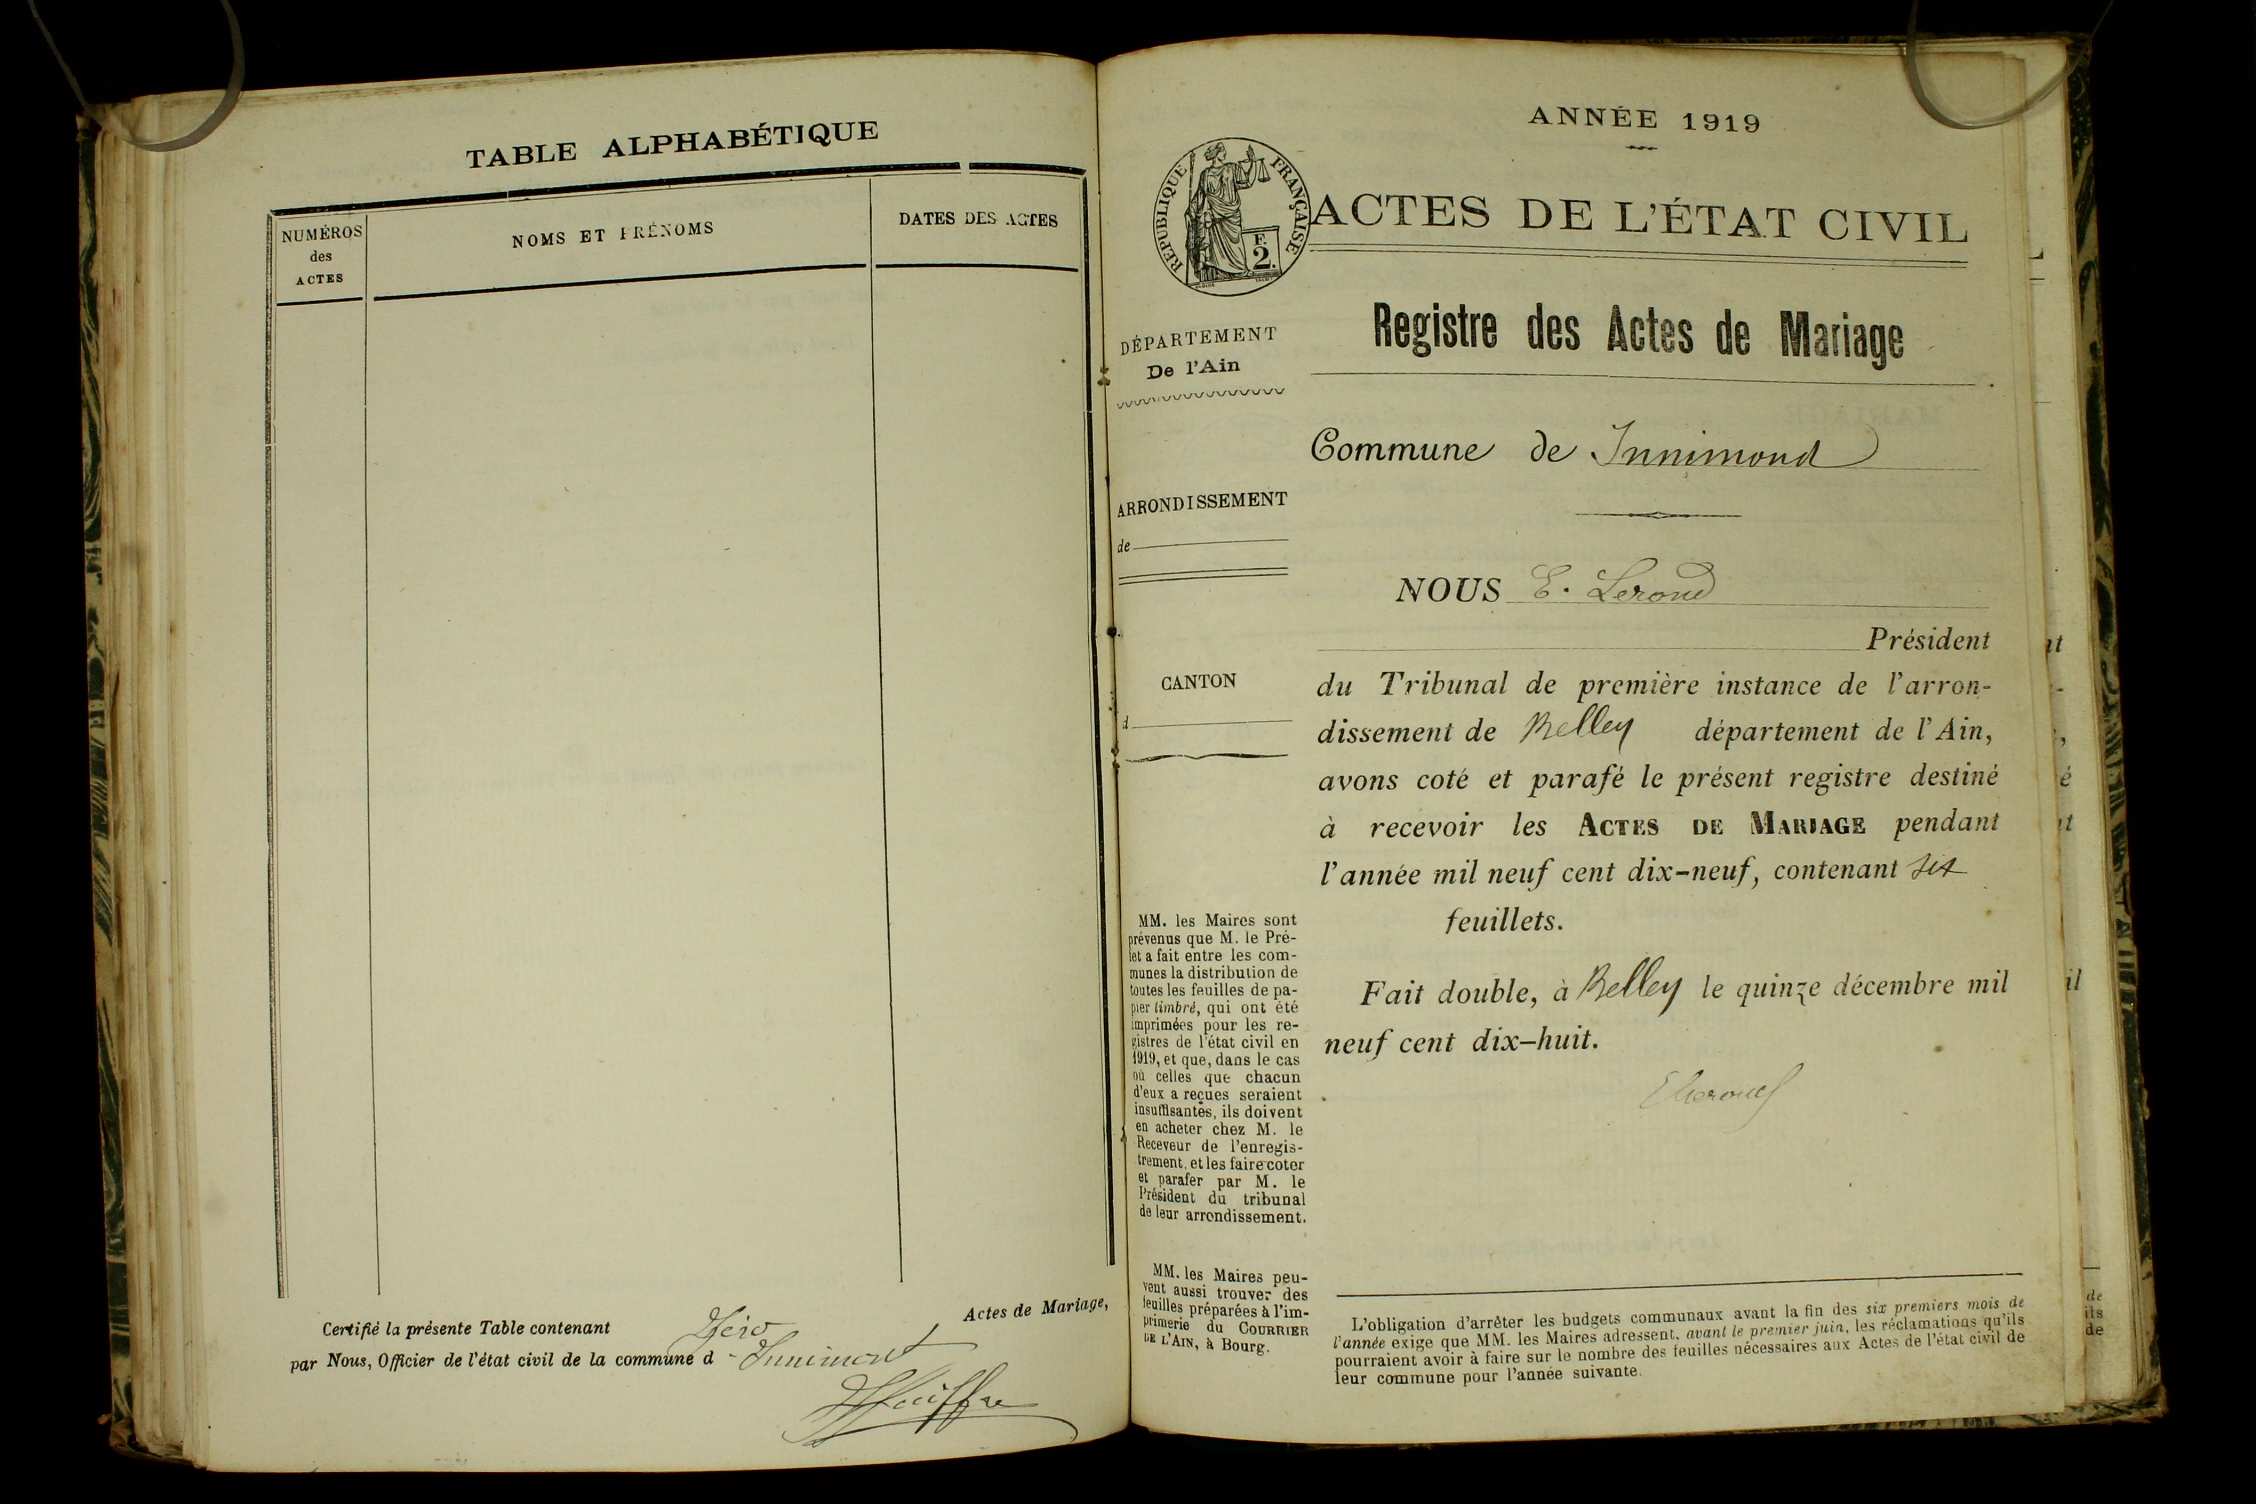 TABLE ALPHABÉTIQUE
NUMÉROS
des
ACTES
NOMS ET PRÉNOMS
DATES DES ACTES
Certifié la présente Table contenant Zéro Actes de Mariage,
par Nous, Officier de l'état civil de la commune d Innimont
ANNÉE 1919
RÉPUBLIQUE FRANÇAISE
F.
2.
ACTES DE L'ÉTAT CIVIL
Registre des Actes de Mariage
DÉPARTEMENT
De l'Ain
Commune de Innimond
ARRONDISSEMENT
de
CANTON
d
NOUS E. Leroud
Président
du Tribunal de première instance de l'arron-
dissement de Belley département de l'Ain,
avons coté et parafé le présent registre destiné
à recevoir les ACTES DE MARIAGE pendant
l'année mil neuf cent dix-neuf, contenant six
feuillets.
Fait double, à Belley le quinze décembre mil
neuf cent dix-huit.
MM. les Maires sont
prévenus que M. le Pré-
fet a fait entre les com-
munes la distribution de
toutes les feuilles de pa-
pier timbré, qui ont été
imprimées pour les re-
gistres de l'état civil en
1919, et que, dans le cas
où celles que chacun
d'eux a reçues seraient
insuffisantes, ils doivent
en acheter chez M. le
Receveur de l'enregis-
trement, et les faire coter
et parafer par M. le
Président du tribunal
de leur arrondissement.
MM. les Maires peu-
vent aussi trouver des
feuilles préparées à l'im-
primerie du COURRIER
DE L'AIN, à Bourg.
L'obligation d'arrêter les budgets communaux avant la fin des six premiers mois de
l'année exige que MM. les Maires adressent, avant le premier juin, les réclamations qu'ils
pourraient avoir à faire sur le nombre des feuilles nécessaires aux Actes de l'état civil de
leur commune pour l'année suivante.